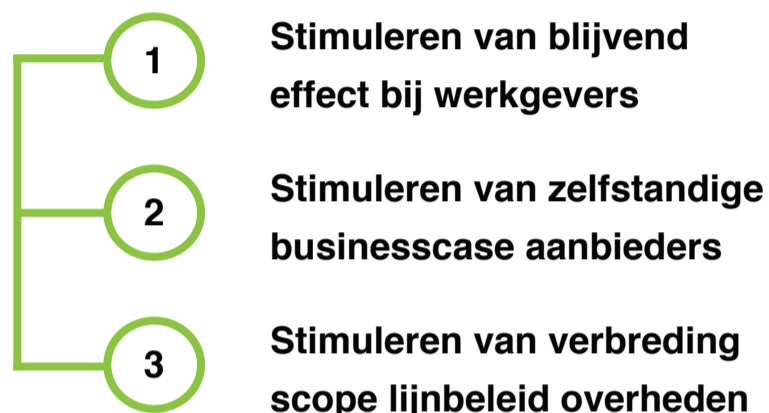 1
Stimuleren van blijvend
effect bij werkgevers
2
Stimuleren van zelfstandige
businesscase aanbieders
3
Stimuleren van verbreding
scope lijnbeleid overheden